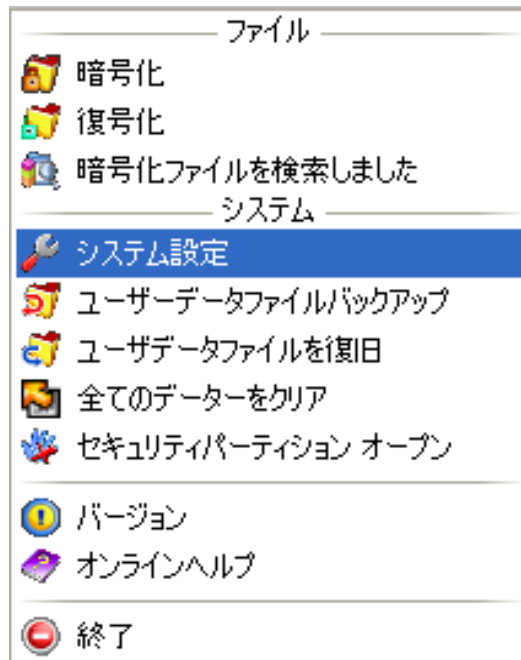 ファイル
暗号化
復号化
暗号化ファイルを検索しました
システム
システム設定
ユーザーデータファイルバックアップ
ユーザデータファイルを復旧
全てのデーターをクリア
セキュリティパーティション オープン
バージョン
オンラインヘルプ
終了